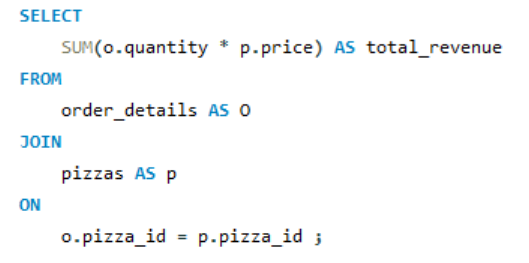 SELECT
SUM(o.quantity * p.price) AS total_revenue
FROM
order_details AS O
JOIN
pizzas AS p
ON
o.pizza_id = p.pizza_id ;